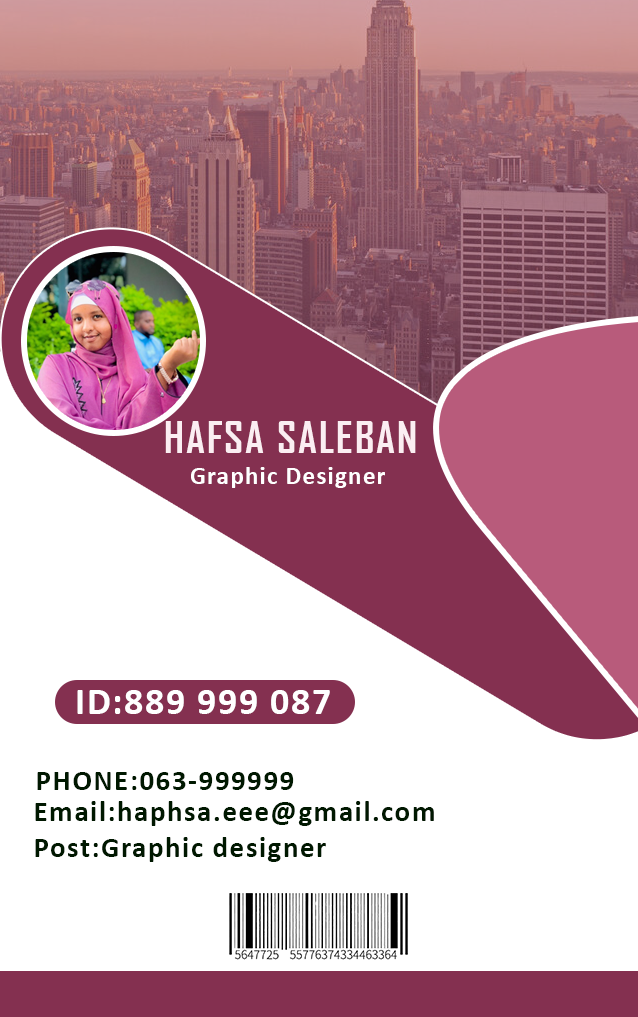 HAFSA SALEBAN
Graphic Designer
ID:889 999 087
PHONE:063-999999
Email:haphsa.eee@gmail.com
Post:Graphic designer
5647725 55776374334463364